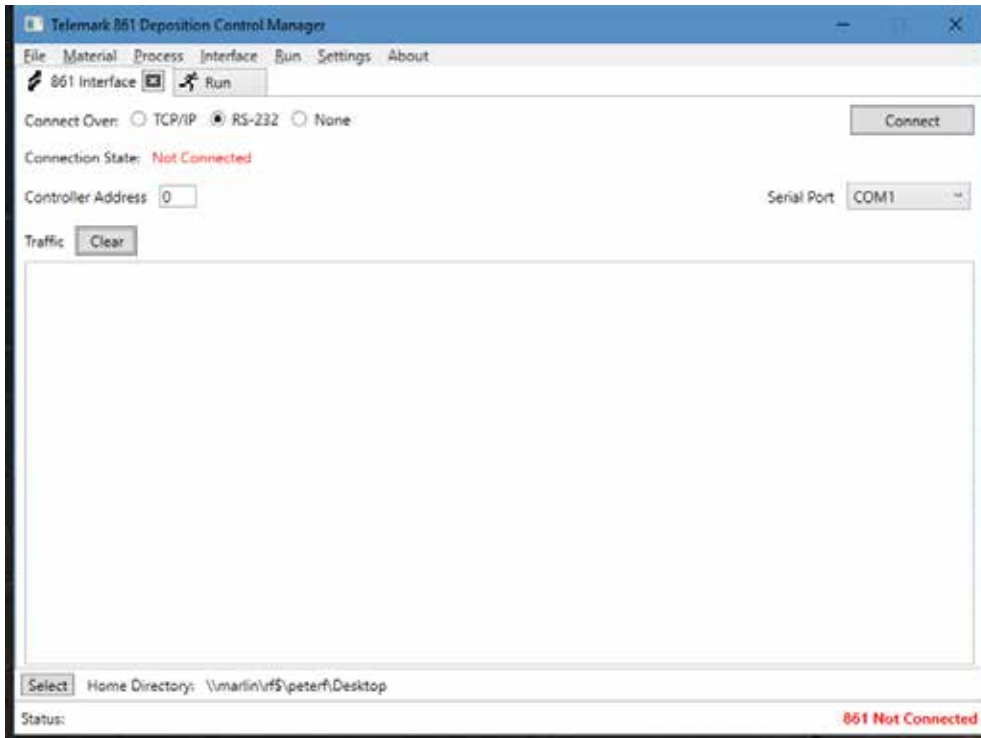 Telemark 861 Deposition Control Manager
File Material Process Interface Run Settings About
861 Interface Run
Connect Over: TCP/IP RS-232 None Connect
Connection State: Not Connected
Controller Address 0 Serial Port COM1
Traffic Clear
Select Home Directory: \\marlin\rf$\peterf\Desktop
Status: 861 Not Connected